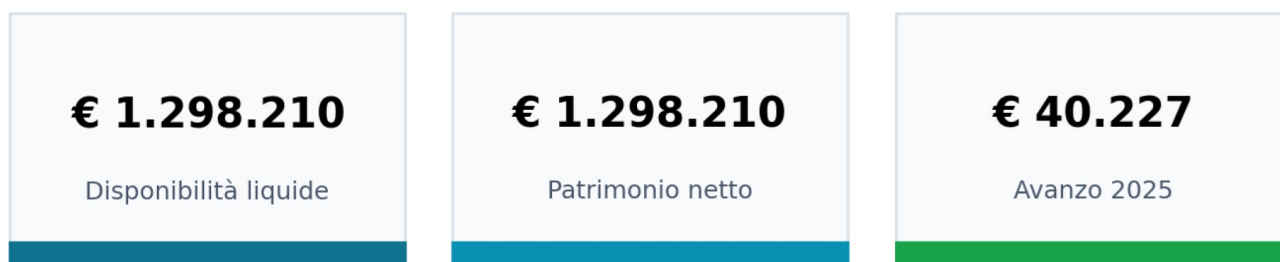 € 1.298.210
Disponibilità liquide
€ 1.298.210
Patrimonio netto
€ 40.227
Avanzo 2025